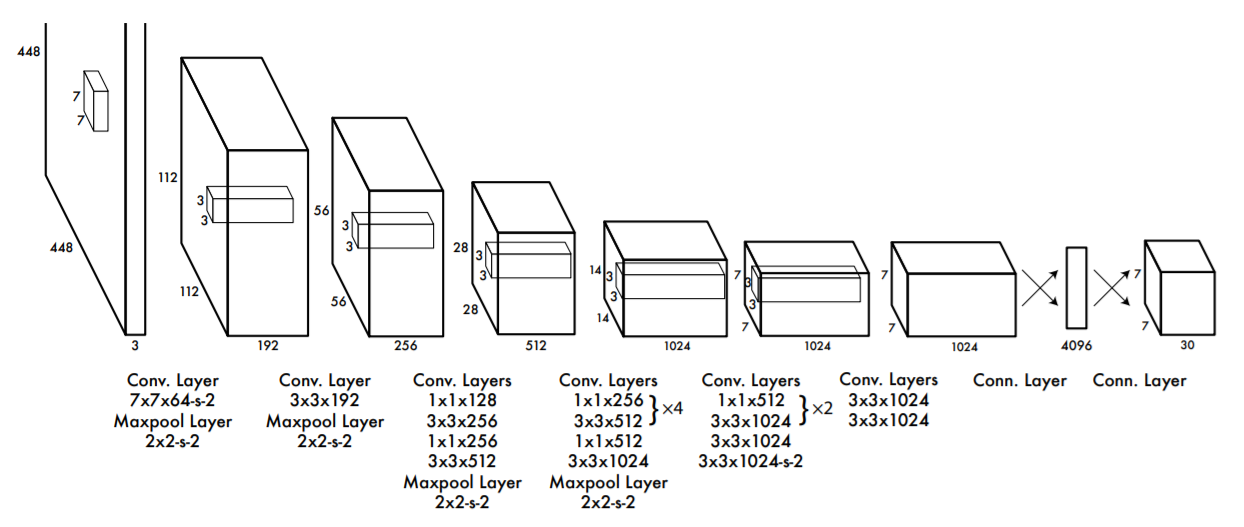 448
7
7
448
3
112
3
3
112
192
56
3
3
56
256
28
3
3
28
512
14
3
3
14
1024
7
3
3
7
1024
7
7
1024
4096
7
7
30
Conv. Layer
7x7x64-s-2
Maxpool Layer
2x2-s-2
Conv. Layer
3x3x192
Maxpool Layer
2x2-s-2
Conv. Layers
1x1x128
3x3x256
1x1x256
3x3x512
Maxpool Layer
2x2-s-2
Conv. Layers
1x1x256
3x3x512 } ×4
1x1x512
3x3x1024
Maxpool Layer
2x2-s-2
Conv. Layers
1x1x512
3x3x1024 } ×2
3x3x1024
3x3x1024-s-2
Conv. Layers
3x3x1024
3x3x1024
Conn. Layer
Conn. Layer